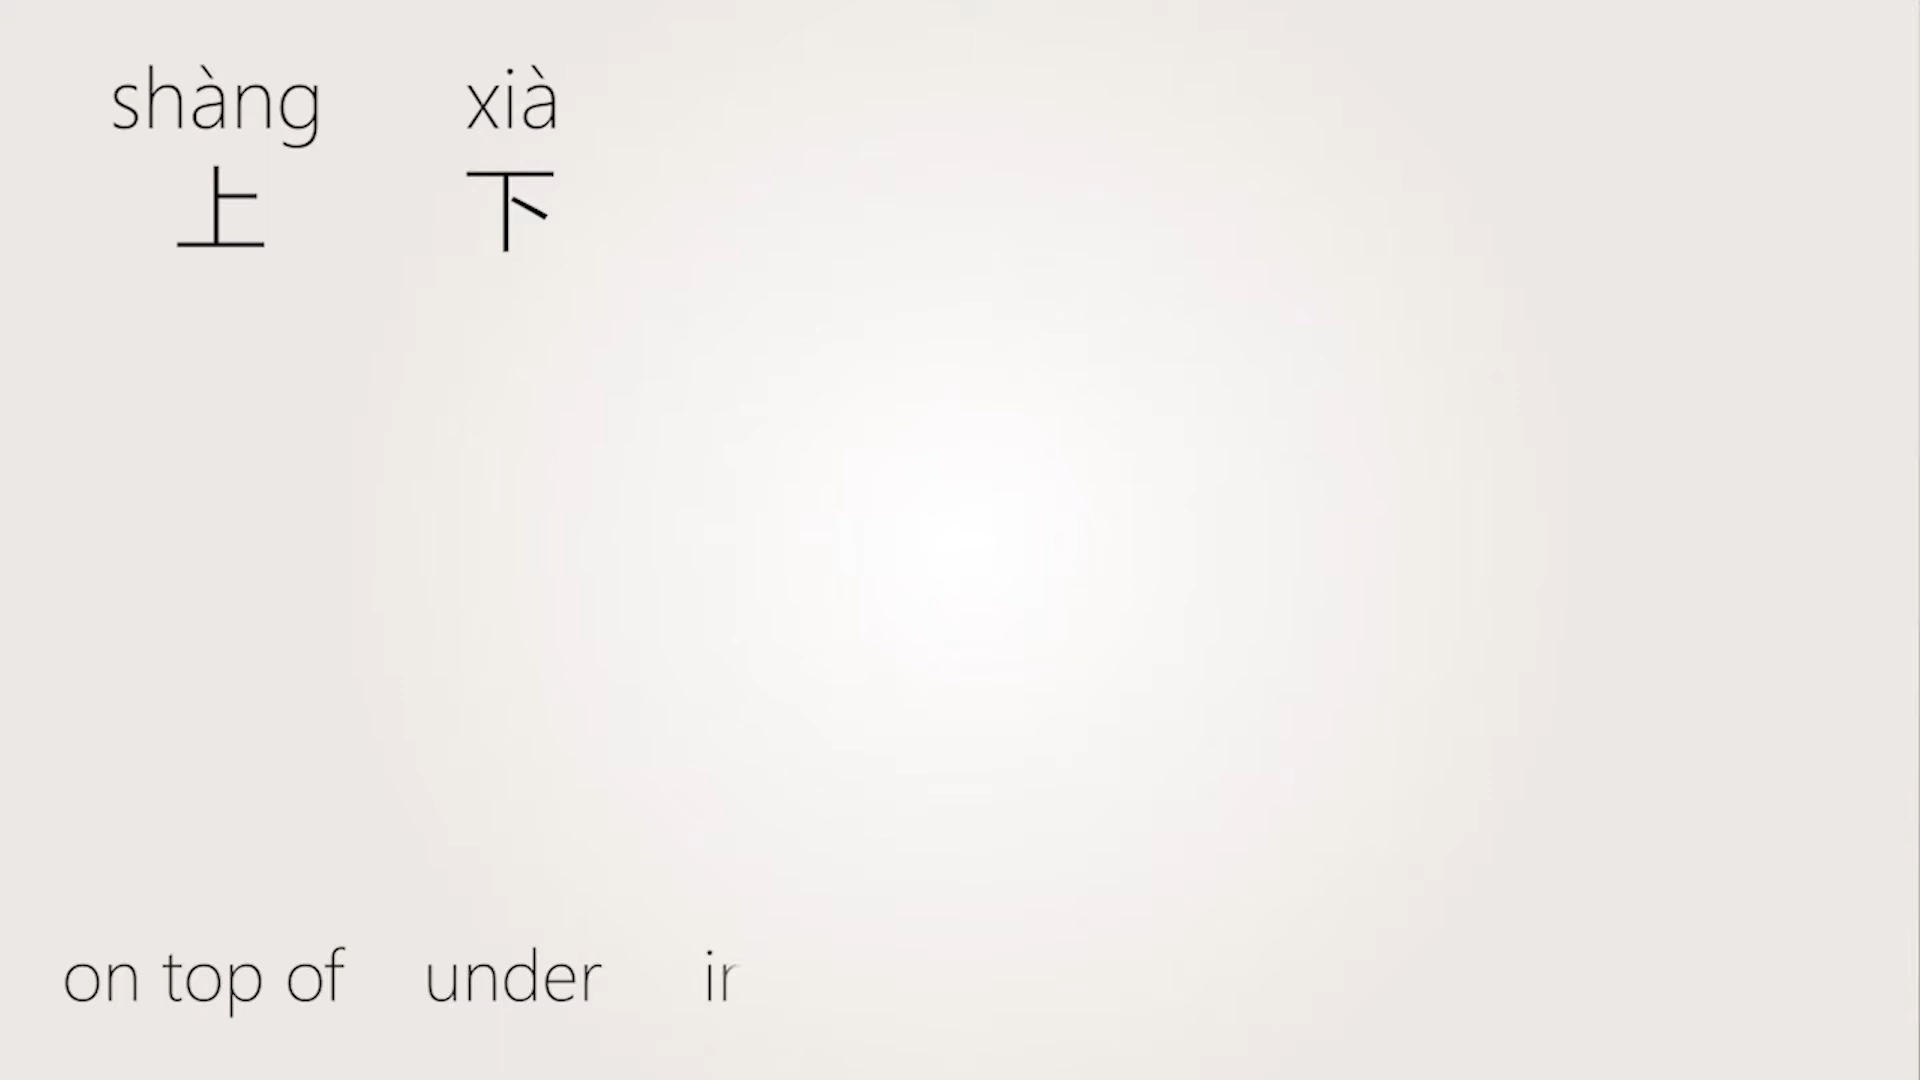 shàng xià
上 下
on top of under